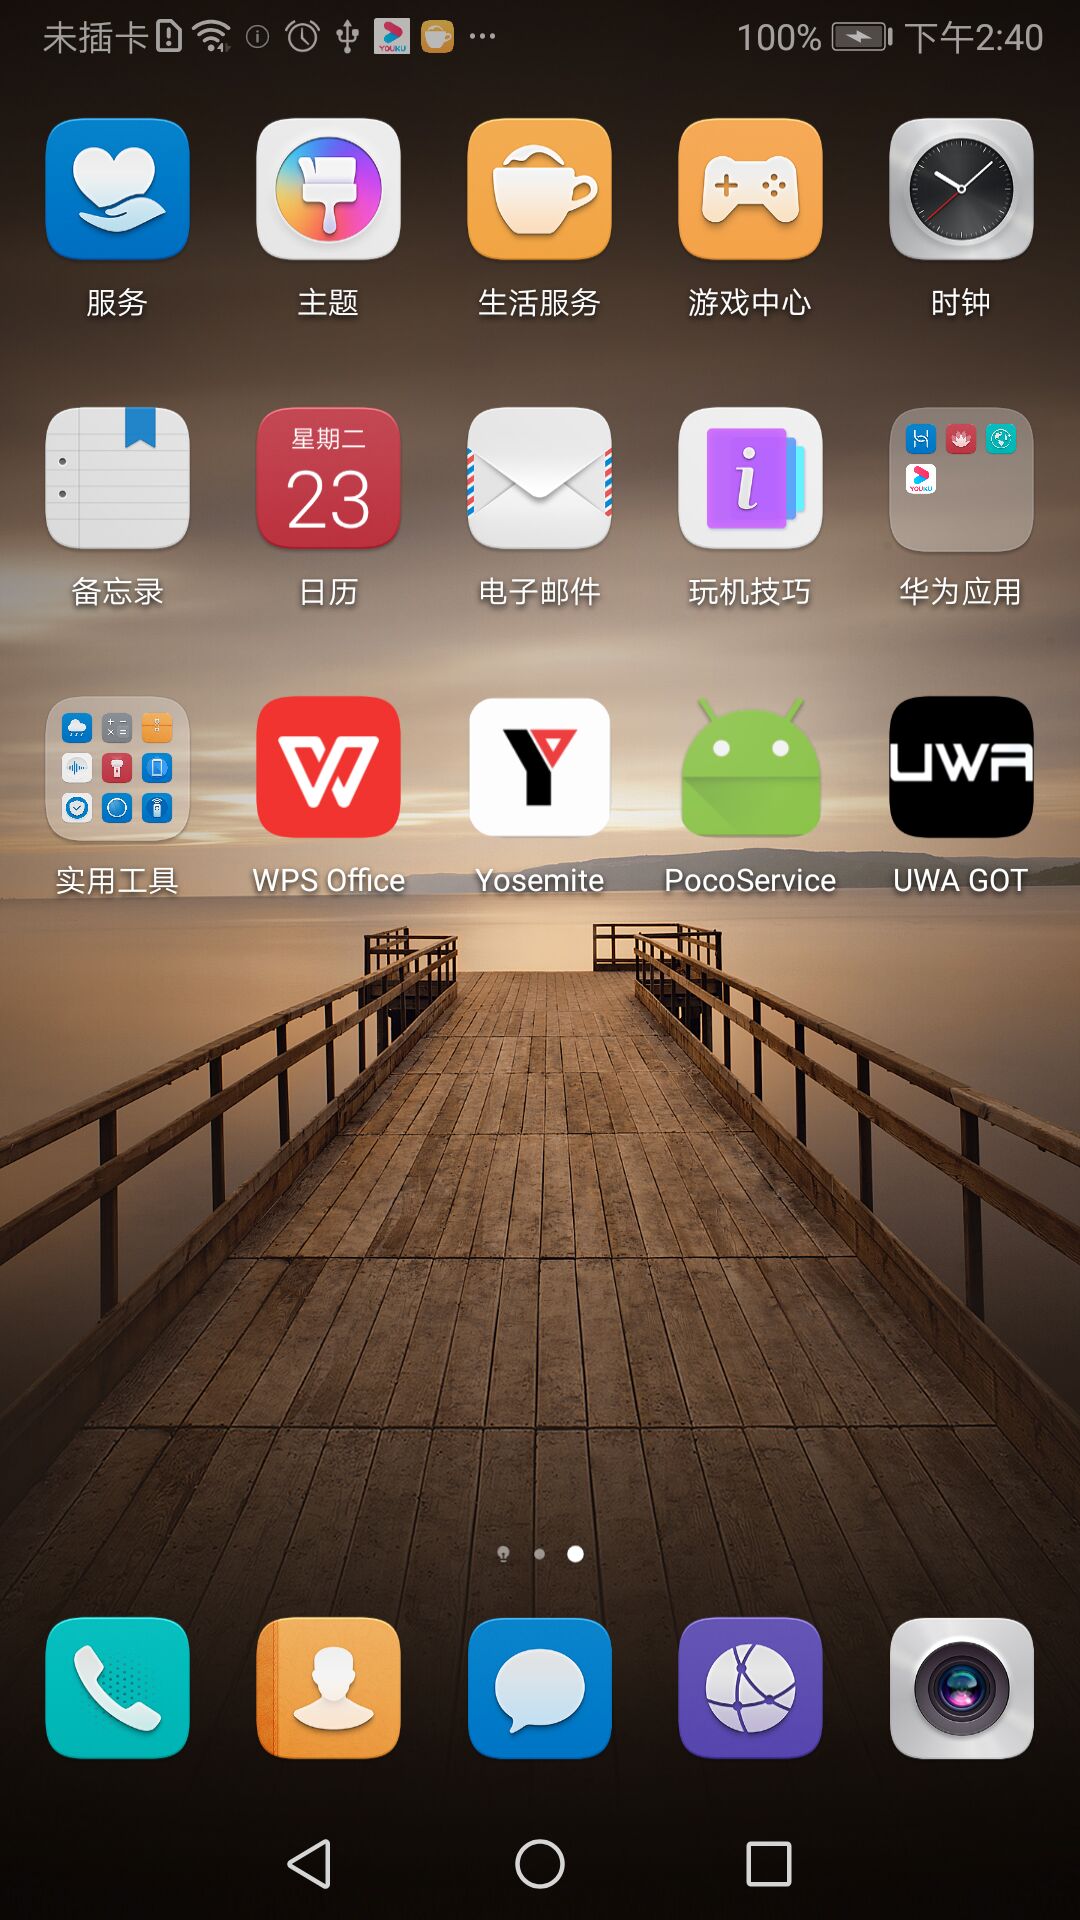 未插卡 YOUKU 100% 下午2:40
服务 主题 生活服务 游戏中心 时钟
星期二
23
YOUKU
备忘录 日历 电子邮件 玩机技巧 华为应用
UWA
实用工具 WPS Office Yosemite PocoService UWA GOT